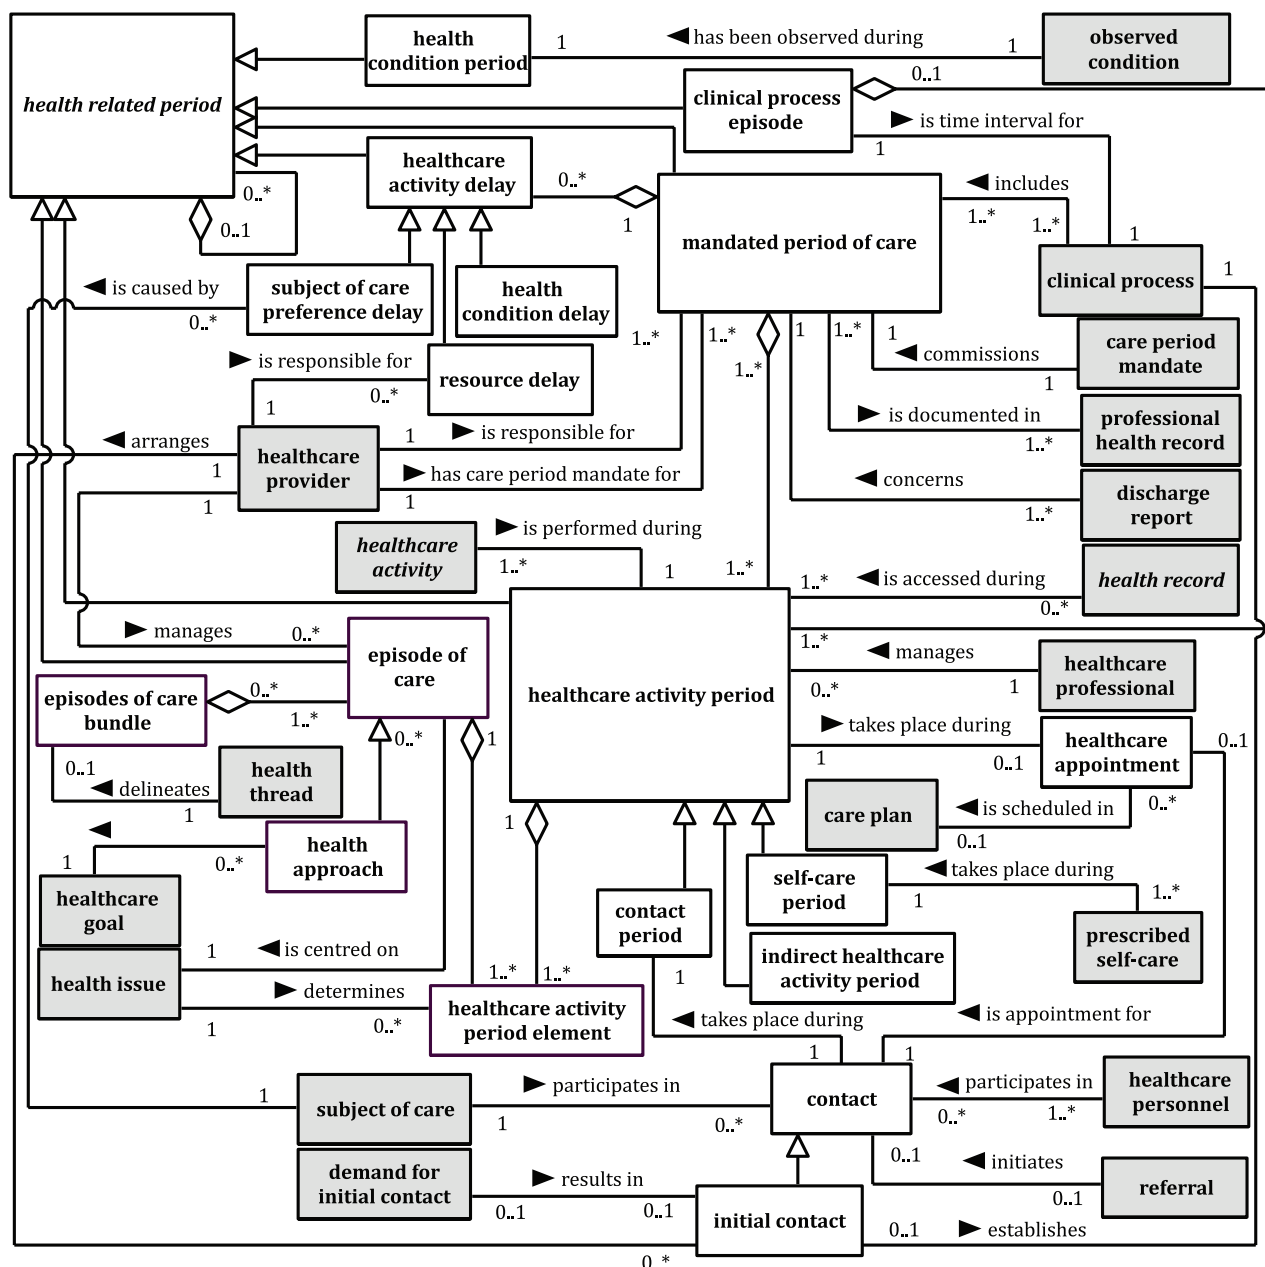 health
condition period
1
◄ has been observed during
1
observed
condition
health related period
0..1
clinical process
episode
► is time interval for
1
healthcare
activity delay
0..*
1
0..*
0..1
mandated period of care
◄ includes
1..*
1..*
1
clinical process
1
◄ is caused by
0..*
subject of care
preference delay
health
condition delay
1..*
1..*
1..*
1
1..*
1
◄ commissions
1
care period
mandate
► is responsible for
0..*
1
resource delay
► is documented in
1..*
professional
health record
◄ arranges
1
1
healthcare
provider
1
► is responsible for
► has care period mandate for
1
◄ concerns
1..*
discharge
report
healthcare
activity
► is performed during
1..*
1
1..*
1..*
◄ is accessed during
0..*
health record
► manages
0..*
episode of
care
healthcare activity period
1..*
◄ manages
0..*
1
healthcare
professional
episodes of care
bundle
0..*
1..*
► takes place during
1
0..1
healthcare
appointment
0..1
0..*
1
0..1
◄ delineates
1
health
thread
care plan
◄ is scheduled in
0..1
0..*
◄
1
0..*
health
approach
1
self-care
period
◄ takes place during
1
1..*
healthcare
goal
contact
period
prescribed
self-care
health issue
1
◄ is centred on
1
indirect healthcare
activity period
► determines
1
0..*
1..*
1..*
healthcare activity
period element
◄ takes place during
1
1
◄ is appointment for
1
subject of care
► participates in
1
0..*
contact
◄ participates in
0..*
1..*
healthcare
personnel
demand for
initial contact
► results in
0..1
0..1
0..1
◄ initiates
0..1
referral
initial contact
0..1
► establishes
0..*